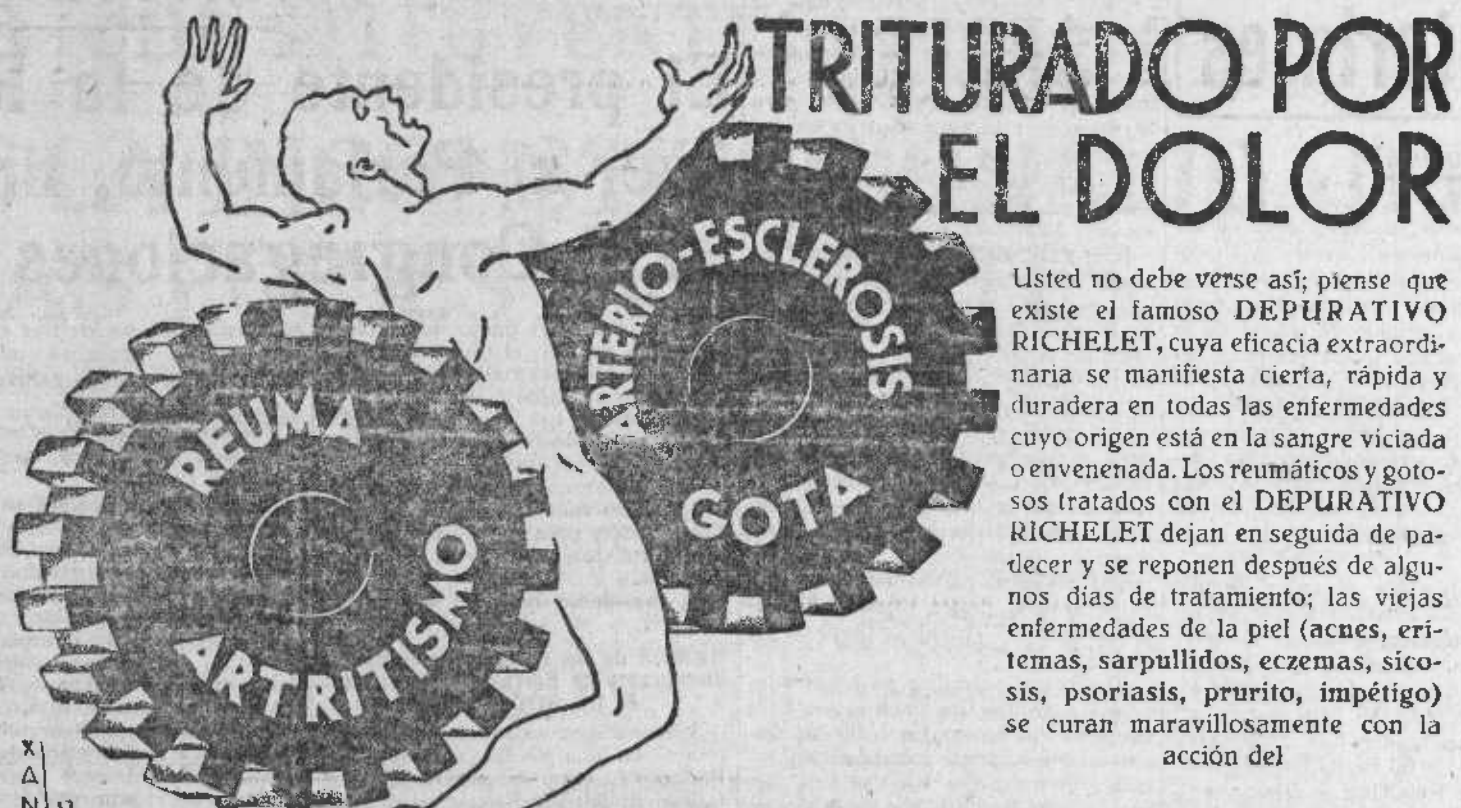 TRITURADO POR
EL DOLOR
ARTERIO-ESCLEROSIS
GOTA
REUMA
ARTRITISMO
Usted no debe verse así; piense que
existe el famoso DEPURATIVO
RICHELET, cuya eficacia extraordi-
naria se manifiesta cierta, rápida y
duradera en todas las enfermedades
cuyo origen está en la sangre viciada
o envenenada. Los reumáticos y goto-
sos tratados con el DEPURATIVO
RICHELET dejan en seguida de pa-
decer y se reponen después de algu-
nos días de tratamiento; las viejas
enfermedades de la piel (acnes, eri-
temas, sarpullidos, eczemas, sico-
sis, psoriasis, prurito, impétigo)
se curan maravillosamente con la
acción del